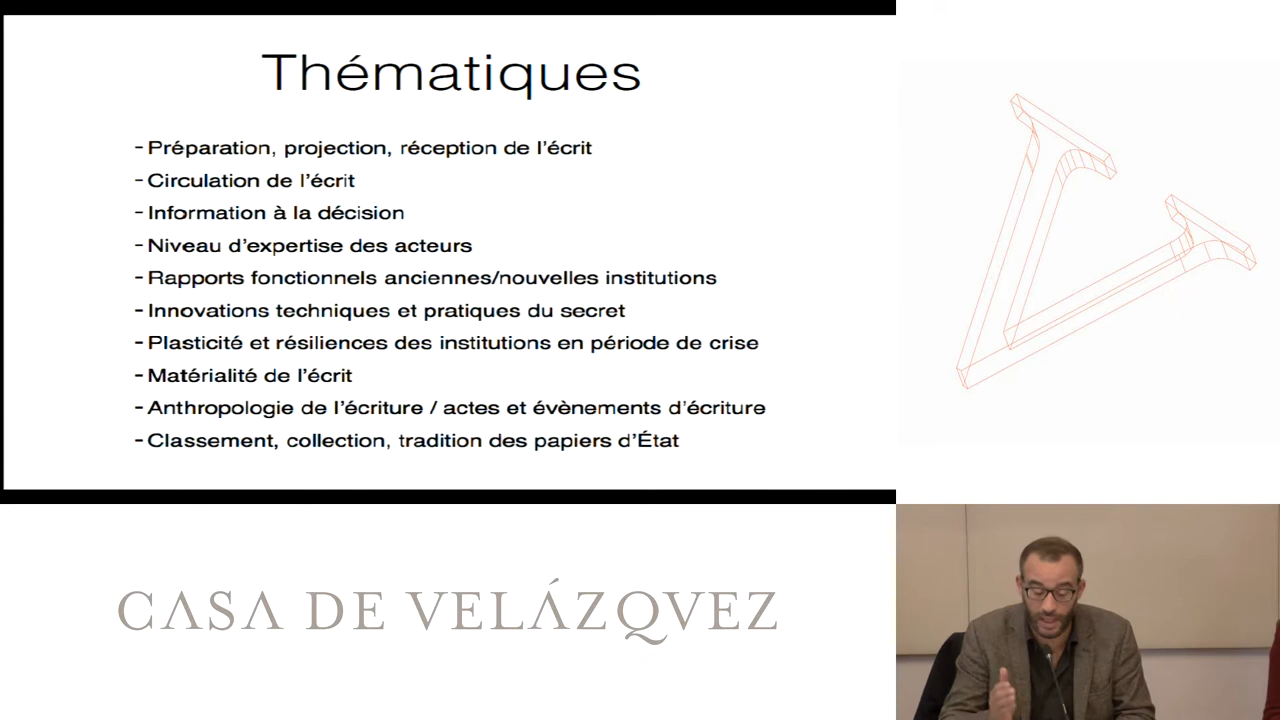 Thématiques
-Préparation, projection, réception de l'écrit
-Circulation de l'écrit
-Information à la décision
-Niveau d'expertise des acteurs
-Rapports fonctionnels anciennes/nouvelles institutions
-Innovations techniques et pratiques du secret
-Plasticité et résiliences des institutions en période de crise
-Matérialité de l'écrit
-Anthropologie de l'écriture / actes et évènements d'écriture
-Classement, collection, tradition des papiers d'État
CASA DE VELÁZQVEZ